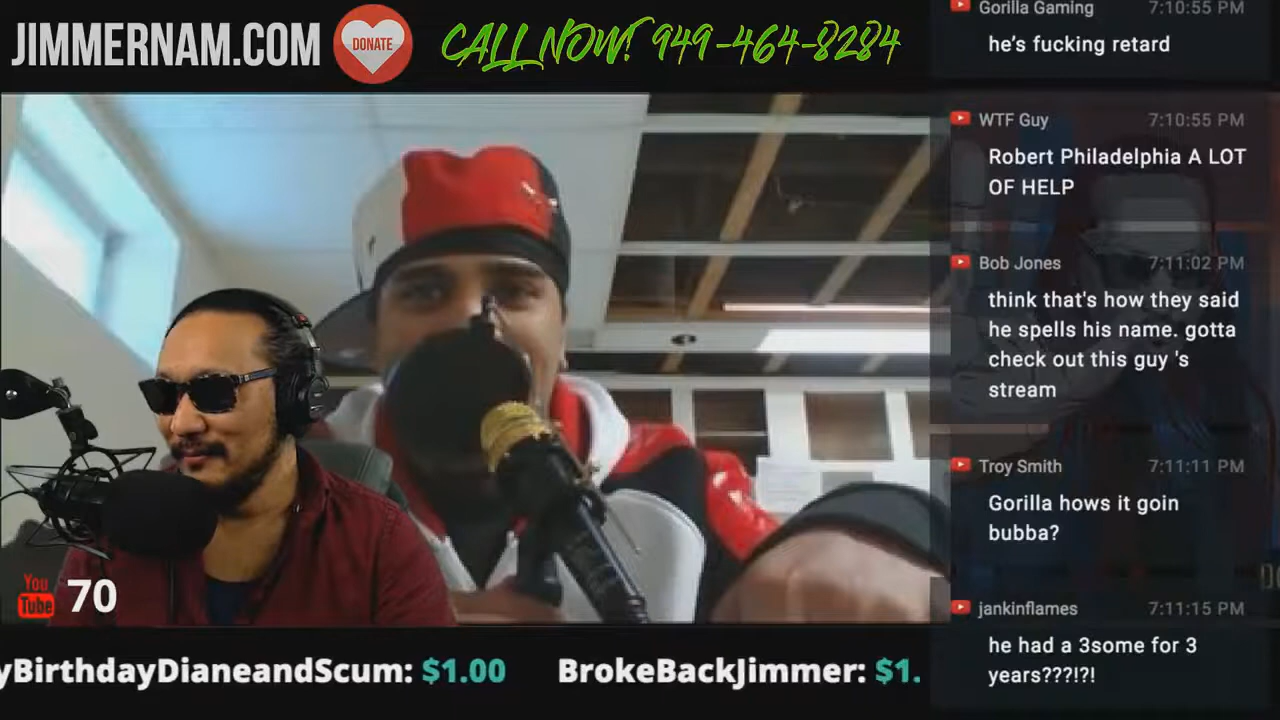 JIMMERNAM.COM
DONATE
CALL NOW! 949-464-8284
You
Tube
70
yBirthdayDianeandScum: $1.00
BrokeBackJimmer: $1.
Gorilla Gaming 7:10:55 PM
he's fucking retard
WTF Guy 7:10:55 PM
Robert Philadelphia A LOT
OF HELP
Bob Jones 7:11:02 PM
think that's how they said
he spells his name. gotta
check out this guy 's
stream
Troy Smith 7:11:11 PM
Gorilla hows it goin
bubba?
jankinflames 7:11:15 PM
he had a 3some for 3
years???!?!